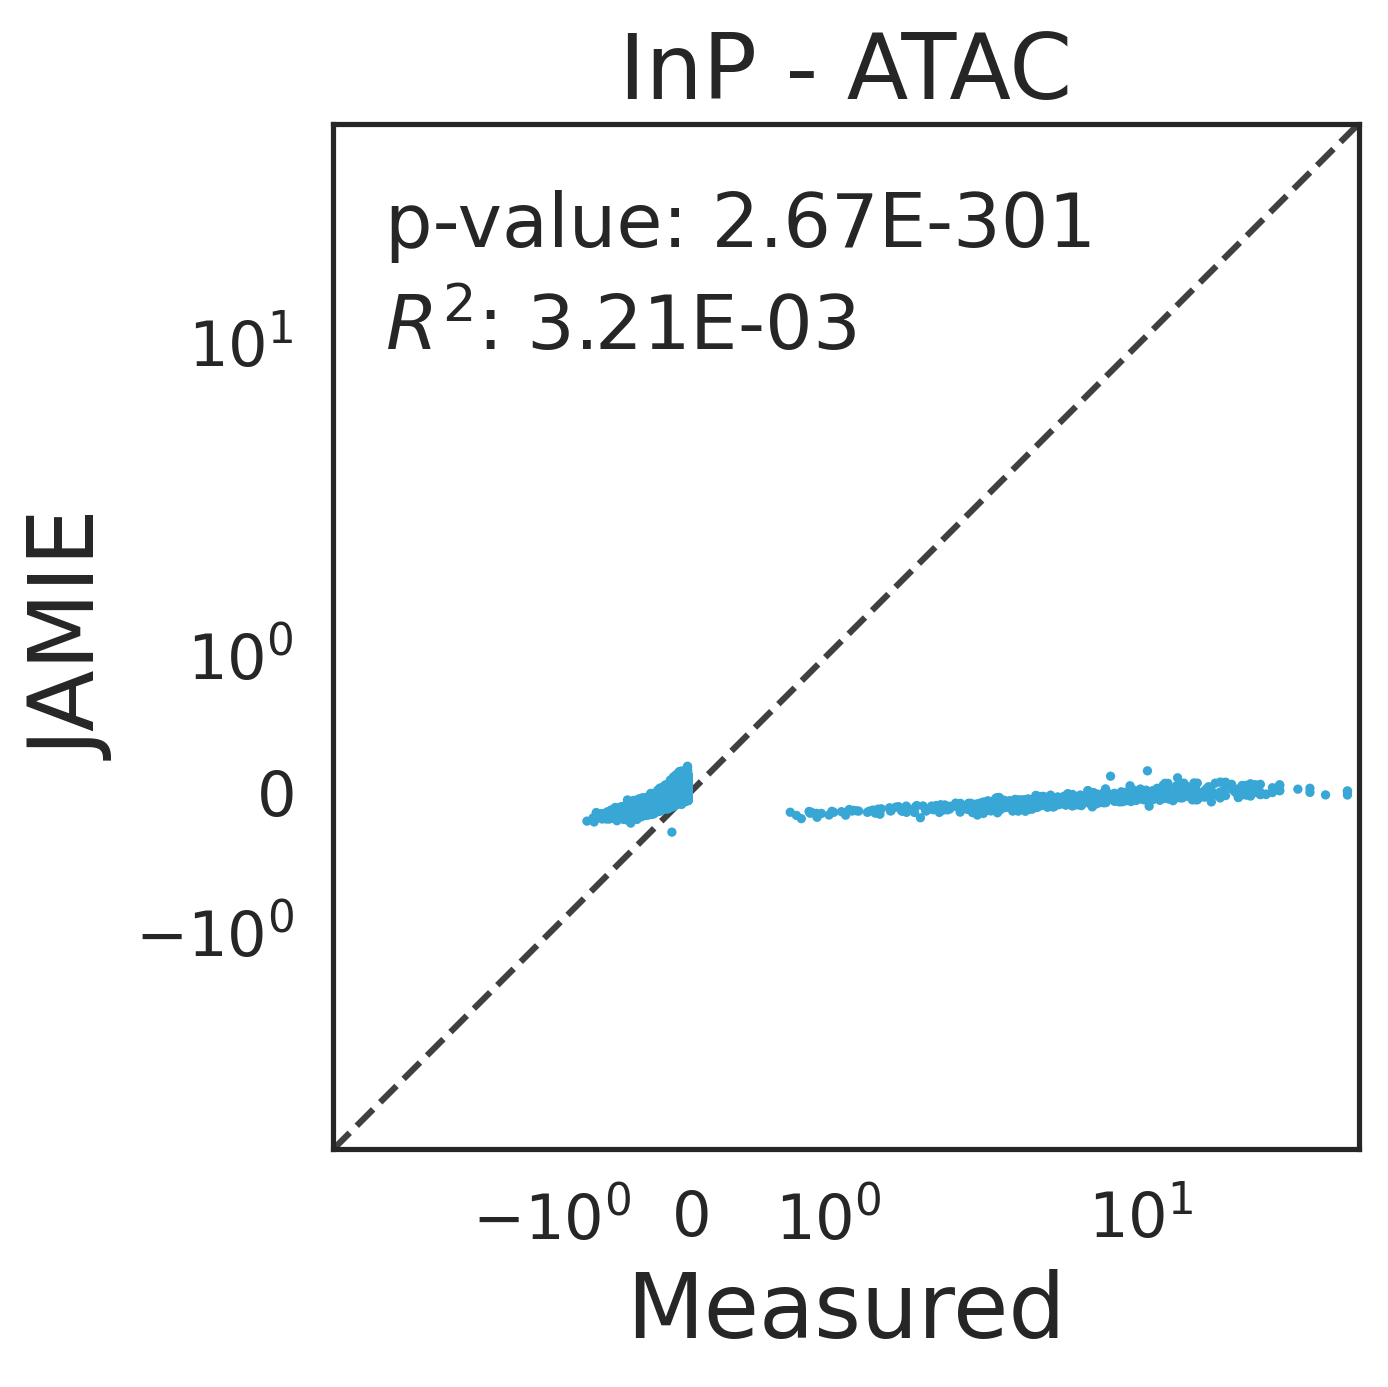 InP - ATAC
p-value: 2.67E-301
R²: 3.21E-03
10¹
10⁰
0
−10⁰
JAMIE
−10⁰ 0 10⁰ 10¹
Measured